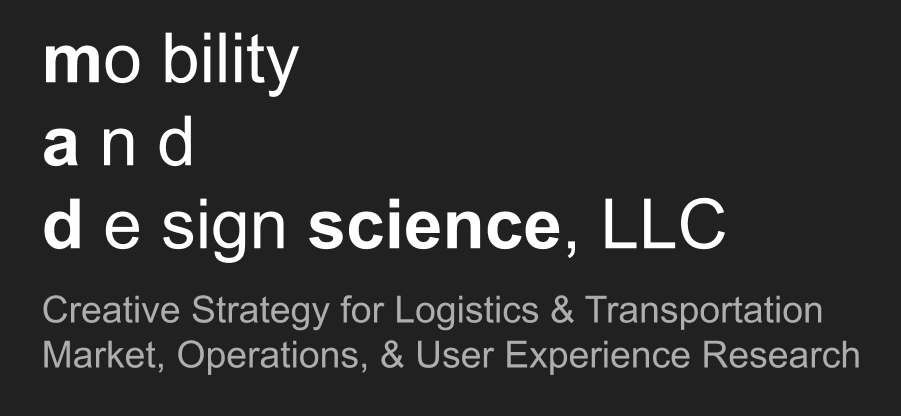 mo bility
a n d
d e sign science, LLC
Creative Strategy for Logistics & Transportation
Market, Operations, & User Experience Research